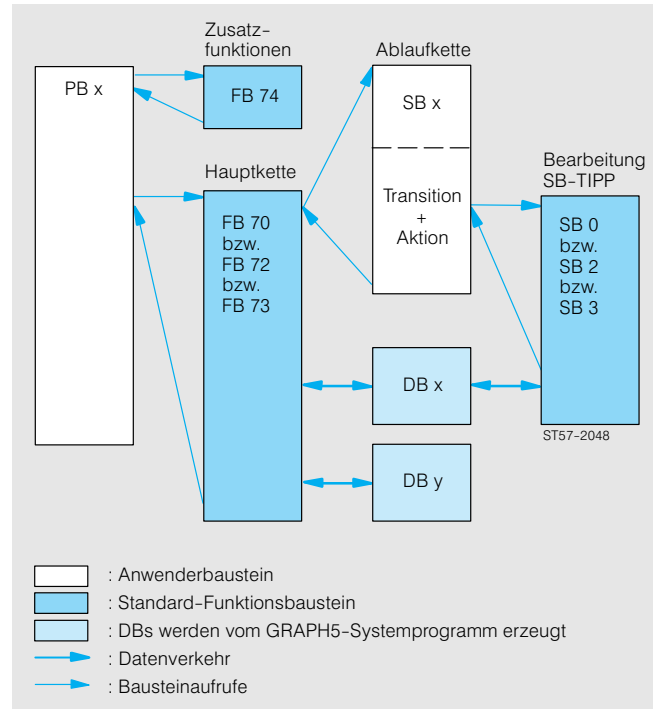 Zusatz-
funktionen
Ablaufkette
PB x
FB 74
SB x
Hauptkette
Bearbeitung
SB-TIPP
Transition
+
Aktion
FB 70
bzw.
FB 72
bzw.
FB 73
SB 0
bzw.
SB 2
bzw.
SB 3
DB x
ST57-2048
DB y
: Anwenderbaustein
: Standard-Funktionsbaustein
: DBs werden vom GRAPH5-Systemprogramm erzeugt
: Datenverkehr
: Bausteinaufrufe